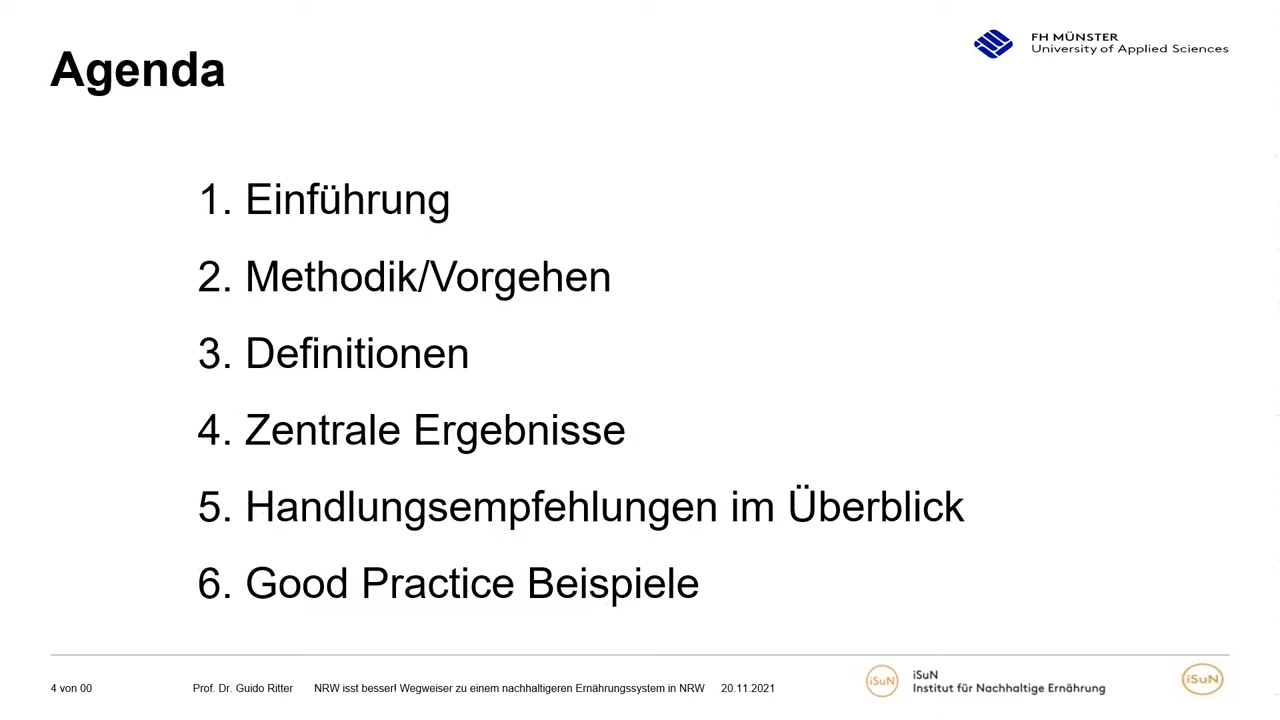 FH MÜNSTER
University of Applied Sciences
Agenda
1. Einführung
2. Methodik/Vorgehen
3. Definitionen
4. Zentrale Ergebnisse
5. Handlungsempfehlungen im Überblick
6. Good Practice Beispiele
4 von 00 Prof. Dr. Guido Ritter NRW isst besser! Wegweiser zu einem nachhaltigeren Ernährungssystem in NRW 20.11.2021
iSuN
iSuN
Institut für Nachhaltige Ernährung
iSuN